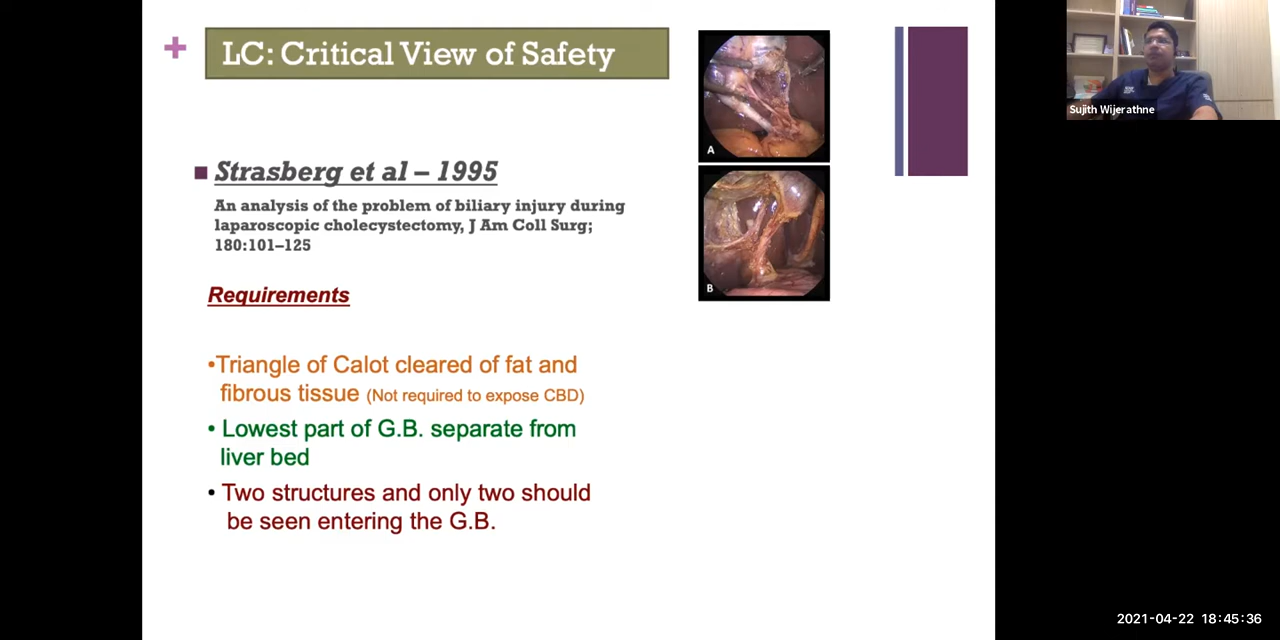 + LC: Critical View of Safety
■ Strasberg et al – 1995
An analysis of the problem of biliary injury during
laparoscopic cholecystectomy, J Am Coll Surg;
180:101–125
Requirements
•Triangle of Calot cleared of fat and
fibrous tissue (Not required to expose CBD)
• Lowest part of G.B. separate from
liver bed
• Two structures and only two should
be seen entering the G.B.
A
B
Sujith Wijerathne
2021-04-22 18:45:36